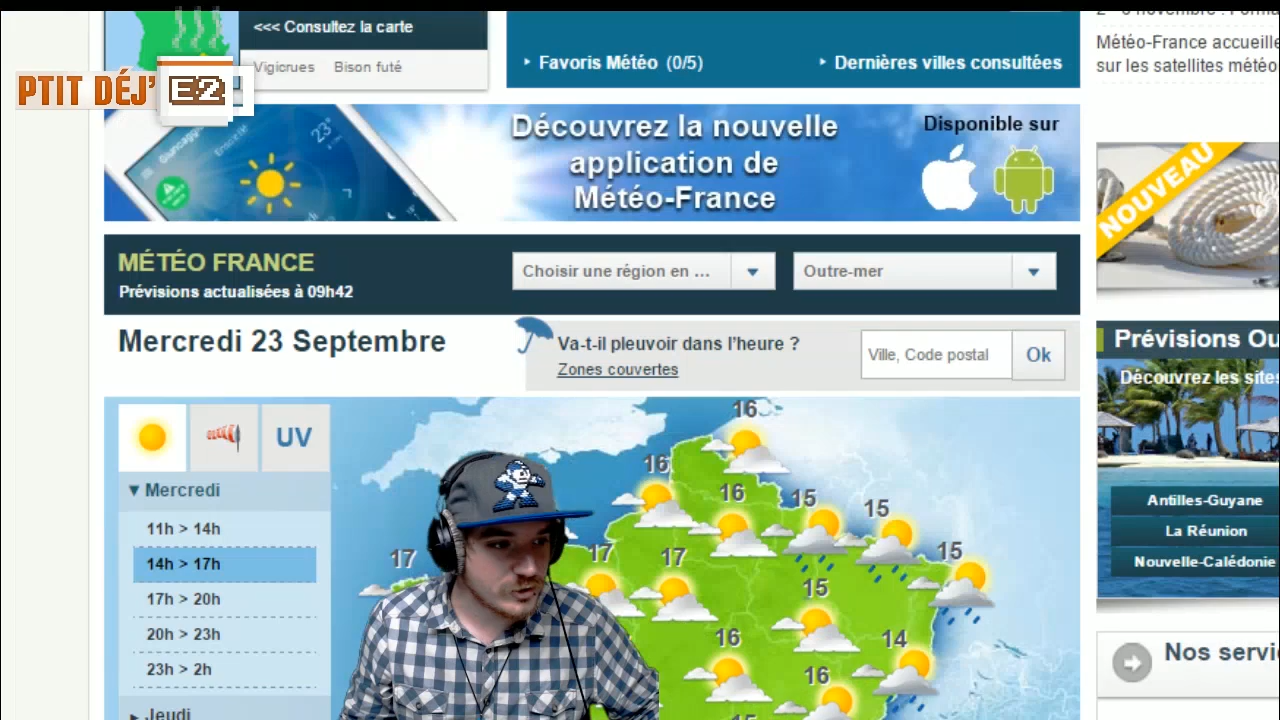 <<< Consultez la carte
Vigicrues Bison futé
Favoris Météo (0/5)
Dernières villes consultées
Météo-France accueille
sur les satellites météo
PTIT DÉJ' E2
23°
Découvrez la nouvelle
application de
Météo-France
Disponible sur
NOUVEAU
MÉTÉO FRANCE
Prévisions actualisées à 09h42
Choisir une région en ...
Outre-mer
Mercredi 23 Septembre
Va-t-il pleuvoir dans l'heure ?
Zones couvertes
Ville, Code postal
Ok
Prévisions Ou
Découvrez les sites
Antilles-Guyane
La Réunion
Nouvelle-Calédonie
Nos servi
UV
Mercredi
11h > 14h
14h > 17h
17h > 20h
20h > 23h
23h > 2h
Jeudi
16
16
16
15
15
17
17
17
15
15
16
14
16
15